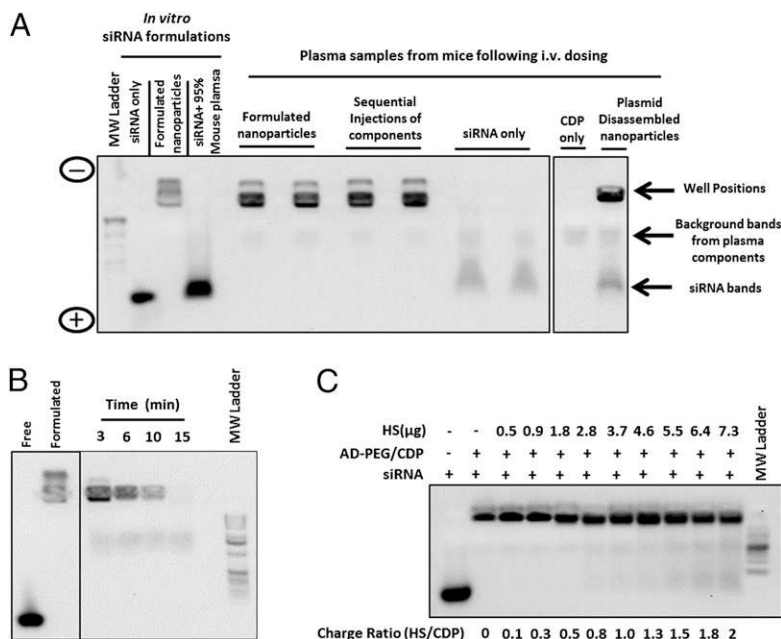 A
In vitro
siRNA formulations
MW Ladder
siRNA only
Formulated
nanoparticles
siRNA+ 95%
Mouse plamsa
Plasma samples from mice following i.v. dosing
Formulated
nanoparticles
Sequential
Injections of
components
siRNA only
CDP
only
Plasmid
Disassembled
nanoparticles
−
+
Well Positions
Background bands
from plasma
components
siRNA bands
B
Free
Formulated
Time (min)
3 6 10 15
MW Ladder
C
HS(µg) - - 0.5 0.9 1.8 2.8 3.7 4.6 5.5 6.4 7.3
AD-PEG/CDP - + + + + + + + + + +
siRNA + + + + + + + + + + +
MW Ladder
Charge Ratio (HS/CDP) 0 0.1 0.3 0.5 0.8 1.0 1.3 1.5 1.8 2